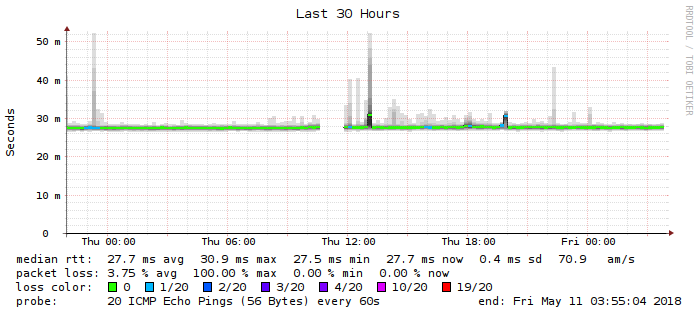 Last 30 Hours
RRDTOOL / TOBI OETIKER
Seconds
50 m
40 m
30 m
20 m
10 m
0
Thu 00:00 Thu 06:00 Thu 12:00 Thu 18:00 Fri 00:00
median rtt: 27.7 ms avg 30.9 ms max 27.5 ms min 27.7 ms now 0.4 ms sd 70.9 am/s
packet loss: 3.75 % avg 100.00 % max 0.00 % min 0.00 % now
loss color: 0 1/20 2/20 3/20 4/20 10/20 19/20
probe: 20 ICMP Echo Pings (56 Bytes) every 60s end: Fri May 11 03:55:04 2018